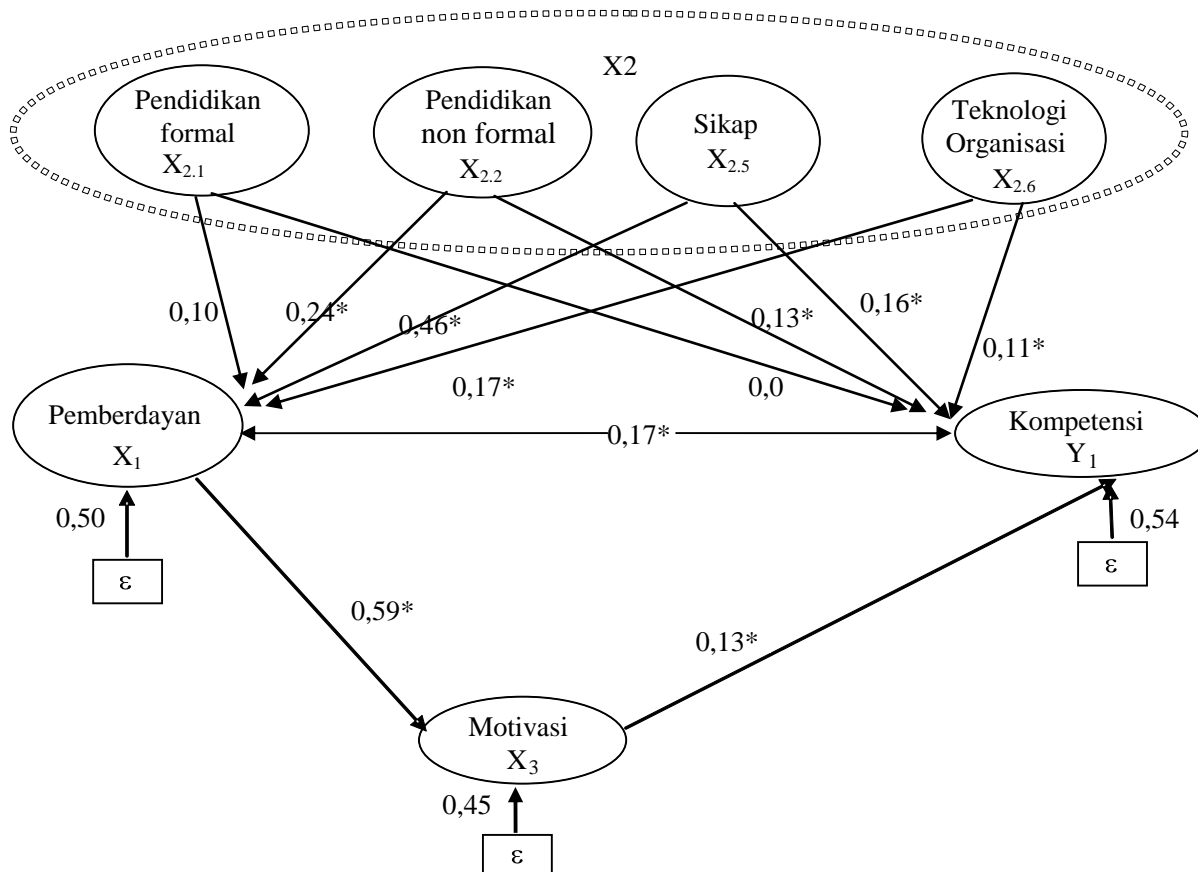 X2
Pendidikan
formal
X2.1
Pendidikan
non formal
X2.2
Sikap
X2.5
Teknologi
Organisasi
X2.6
0,10
0,24*
0,46*
0,17*
0,0
0,13*
0,16*
0,11*
Pemberdayan
X1
0,17*
Kompetensi
Y1
0,50
ε
0,54
ε
0,59*
0,13*
Motivasi
X3
0,45
ε